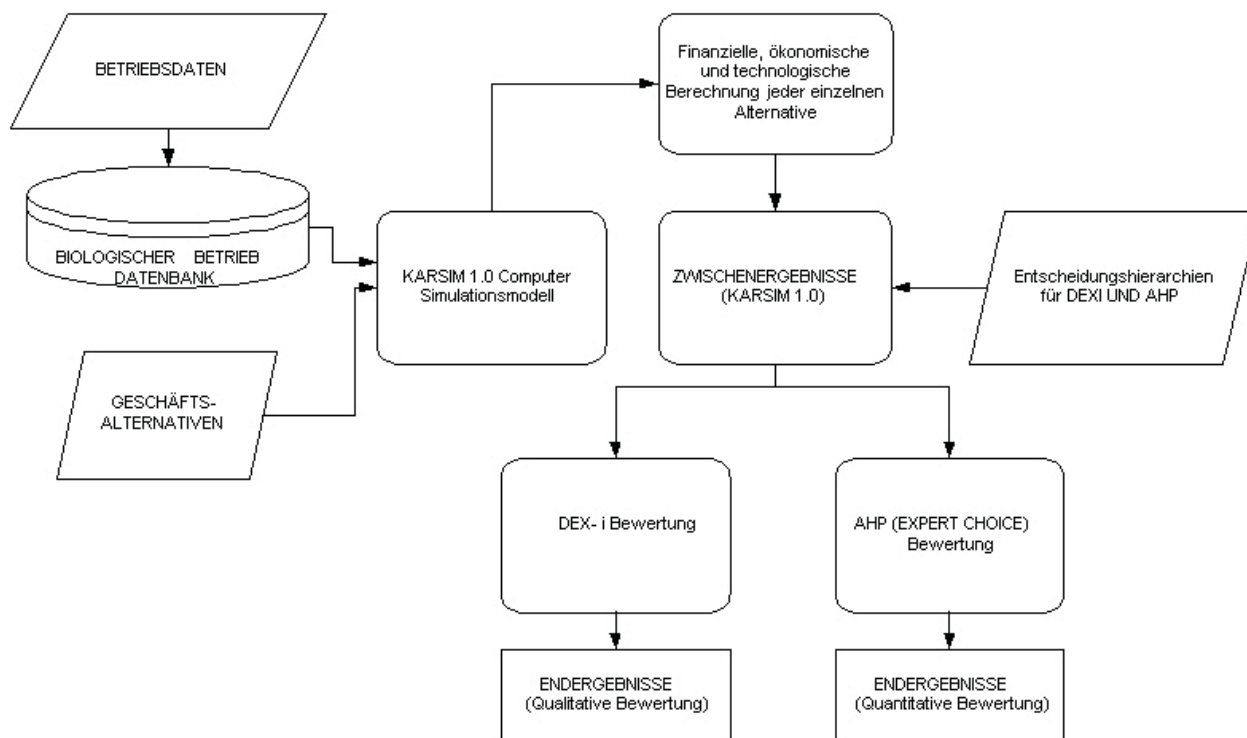 BETRIEBSDATEN
Finanzielle, ökonomische
und technologische
Berechnung jeder einzelnen
Alternative
BIOLOGISCHER BETRIEB
DATENBANK
KARSIM 1.0 Computer
Simulationsmodell
ZWISCHENERGEBNISSE
(KARSIM 1.0)
Entscheidungshierarchien
für DEXI UND AHP
GESCHÄFTS-
ALTERNATIVEN
DEX- i Bewertung
AHP (EXPERT CHOICE)
Bewertung
ENDERGEBNISSE
(Qualitative Bewertung)
ENDERGEBNISSE
(Quantitative Bewertung)